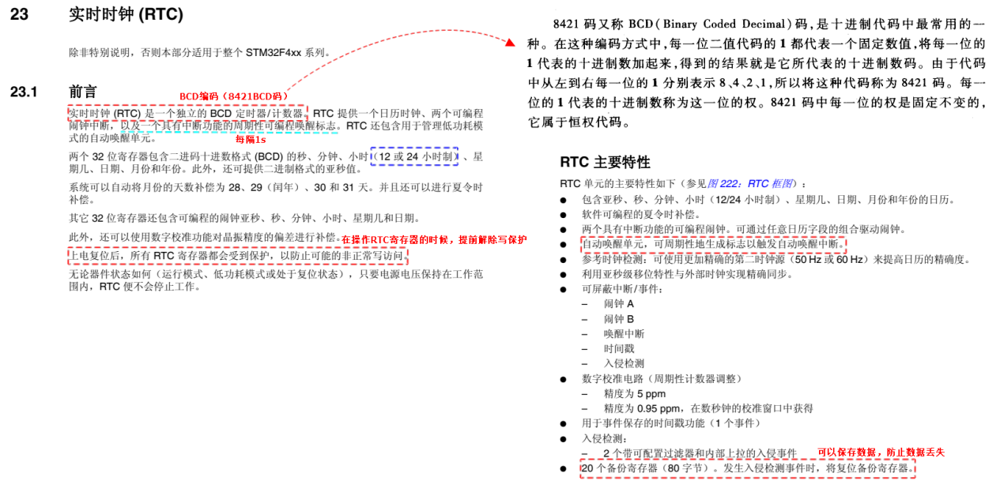 23 实时时钟 (RTC)
除非特别说明，否则本部分适用于整个 STM32F4xx 系列。
23.1 前言
BCD编码（8421BCD码）
实时时钟 (RTC) 是一个独立的 BCD 定时器/计数器。RTC 提供一个日历时钟、两个可编程
闹钟中断，以及一个具有中断功能的周期性可编程唤醒标志。RTC 还包含用于管理低功耗模
式的自动唤醒单元。
每隔1s
两个 32 位寄存器包含二进码十进数格式 (BCD) 的秒、分钟、小时（12 或 24 小时制）、星
期几、日期、月份和年份。此外，还可提供二进制格式的亚秒值。
系统可以自动将月份的天数补偿为 28、29（闰年）、30 和 31 天。并且还可以进行夏令时
补偿。
其它 32 位寄存器还包含可编程的闹钟亚秒、秒、分钟、小时、星期几和日期。
此外，还可以使用数字校准功能对晶振精度的偏差进行补偿。
在操作RTC寄存器的时候，提前解除写保护
上电复位后，所有 RTC 寄存器都会受到保护，以防止可能的非正常写访问。
无论器件状态如何（运行模式、低功耗模式或处于复位状态），只要电源电压保持在工作范
围内，RTC 便不会停止工作。
8421 码又称 BCD(Binary Coded Decimal)码,是十进制代码中最常用的一
种。在这种编码方式中,每一位二值代码的 1 都代表一个固定数值,将每一位的
1 代表的十进制数加起来,得到的结果就是它所代表的十进制数码。由于代码
中从左到右每一位的 1 分别表示 8、4、2、1,所以将这种代码称为 8421 码。每一
位的 1 代表的十进制数称为这一位的权。8421 码中每一位的权是固定不变的,
它属于恒权代码。
RTC 主要特性
RTC 单元的主要特性如下（参见图 222：RTC 框图）：
● 包含亚秒、秒、分钟、小时（12/24 小时制）、星期几、日期、月份和年份的日历。
● 软件可编程的夏令时补偿。
● 两个具有中断功能的可编程闹钟。可通过任意日历字段的组合驱动闹钟。
● 自动唤醒单元，可周期性地生成标志以触发自动唤醒中断。
● 参考时钟检测：可使用更加精确的第二时钟源（50 Hz 或 60 Hz）来提高日历的精确度。
● 利用亚秒级移位特性与外部时钟实现精确同步。
● 可屏蔽中断/事件：
– 闹钟 A
– 闹钟 B
– 唤醒中断
– 时间戳
– 入侵检测
● 数字校准电路（周期性计数器调整）
– 精度为 5 ppm
– 精度为 0.95 ppm，在数秒钟的校准窗口中获得
● 用于事件保存的时间戳功能（1 个事件）
● 入侵检测：
– 2 个带可配置过滤器和内部上拉的入侵事件
可以保存数据，防止数据丢失
● 20 个备份寄存器（80 字节）。发生入侵检测事件时，将复位备份寄存器。